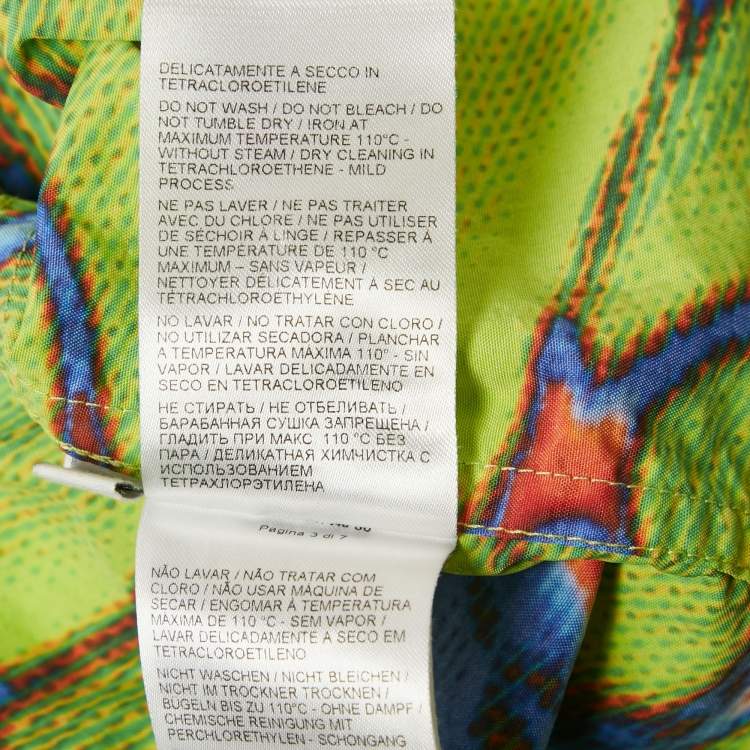 DELICATAMENTE A SECCO IN
TETRACLOROETILENE
DO NOT WASH / DO NOT BLEACH / DO
NOT TUMBLE DRY / IRON AT
MAXIMUM TEMPERATURE 110°C -
WITHOUT STEAM / DRY CLEANING IN
TETRACHLOROETHENE - MILD
PROCESS
NE PAS LAVER / NE PAS TRAITER
AVEC DU CHLORE / NE PAS UTILISER
DE SÉCHOIR À LINGE / REPASSER À
UNE TEMPÉRATURE DE 110 °C
MAXIMUM – SANS VAPEUR /
NETTOYER DÉLICATEMENT À SEC AU
TÉTRACHLOROÉTHYLÈNE
NO LAVAR / NO TRATAR CON CLORO /
NO UTILIZAR SECADORA / PLANCHAR
A TEMPERATURA MÁXIMA 110° - SIN
VAPOR / LAVAR DELICADAMENTE EN
SECO EN TETRACLOROETILENO
НЕ СТИРАТЬ / НЕ ОТБЕЛИВАТЬ /
БАРАБАННАЯ СУШКА ЗАПРЕЩЕНА /
ГЛАДИТЬ ПРИ МАКС 110 °C БЕЗ
ПАРА / ДЕЛИКАТНАЯ ХИМЧИСТКА С
ИСПОЛЬЗОВАНИЕМ
ТЕТРАХЛОРЭТИЛЕНА
Pagina 3 di 7
NÃO LAVAR / NÃO TRATAR COM
CLORO / NÃO USAR MÁQUINA DE
SECAR / ENGOMAR À TEMPERATURA
MÁXIMA DE 110 °C - SEM VAPOR /
LAVAR DELICADAMENTE A SECO EM
TETRACLOROETILENO
NICHT WASCHEN / NICHT BLEICHEN /
NICHT IM TROCKNER TROCKNEN /
BÜGELN BIS ZU 110°C - OHNE DAMPF /
CHEMISCHE REINIGUNG MIT
PERCHLORETHYLEN - SCHONGANG